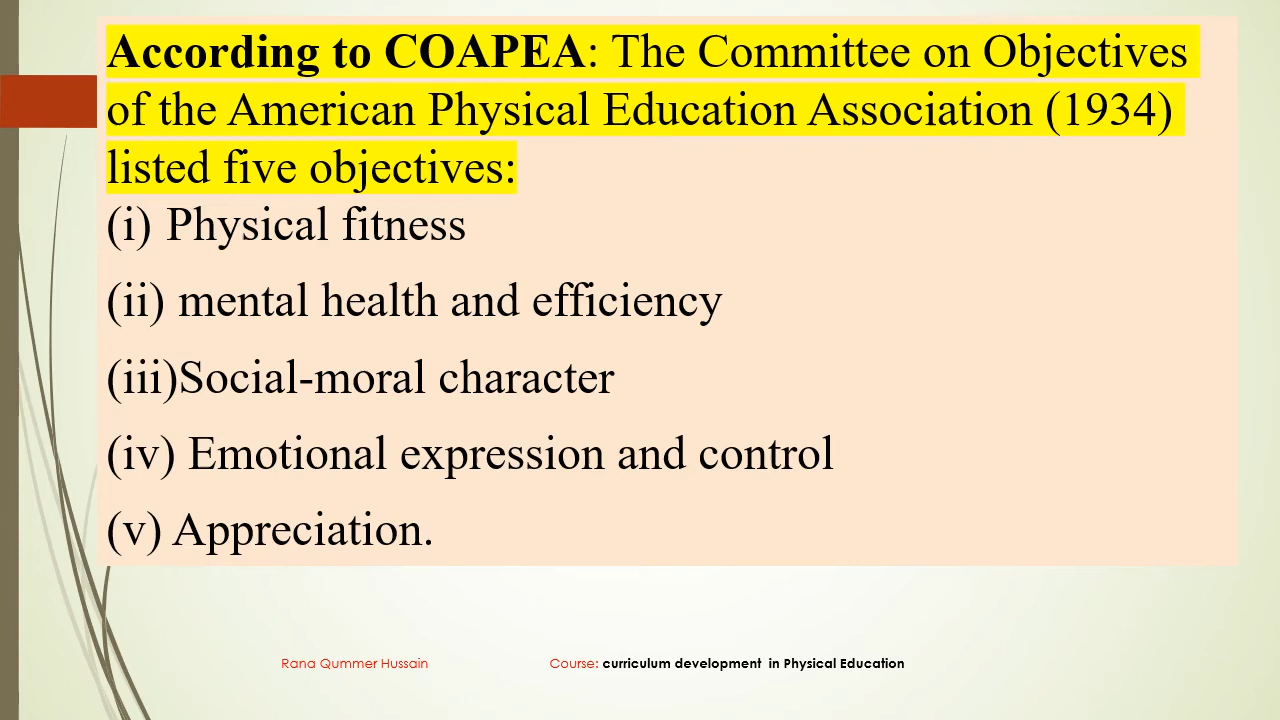 According to COAPEA: The Committee on Objectives
of the American Physical Education Association (1934)
listed five objectives:
(i) Physical fitness
(ii) mental health and efficiency
(iii)Social-moral character
(iv) Emotional expression and control
(v) Appreciation.
Rana Qummer Hussain
Course: curriculum development in Physical Education